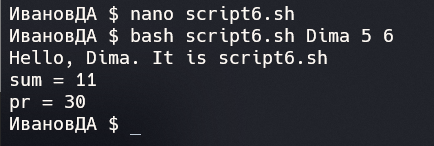 ИвановДА $ nano script6.sh
ИвановДА $ bash script6.sh Dima 5 6
Hello, Dima. It is script6.sh
sum = 11
pr = 30
ИвановДА $ _